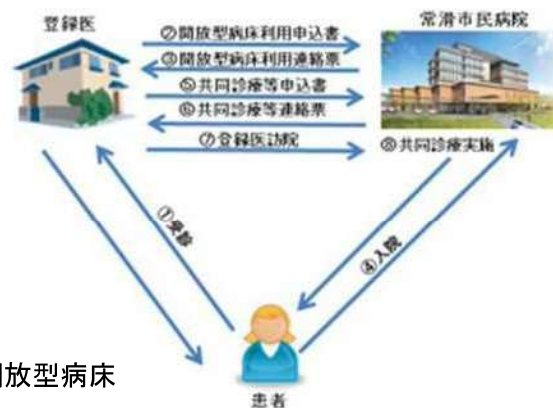 登録医
常滑市民病院
②開放型病床利用申込書
③開放型病床利用連絡票
⑤共同診療等申込書
⑥共同診療等連絡票
⑦登録医訪院
⑧共同診療実施
①受診
④入院
放型病床
患者